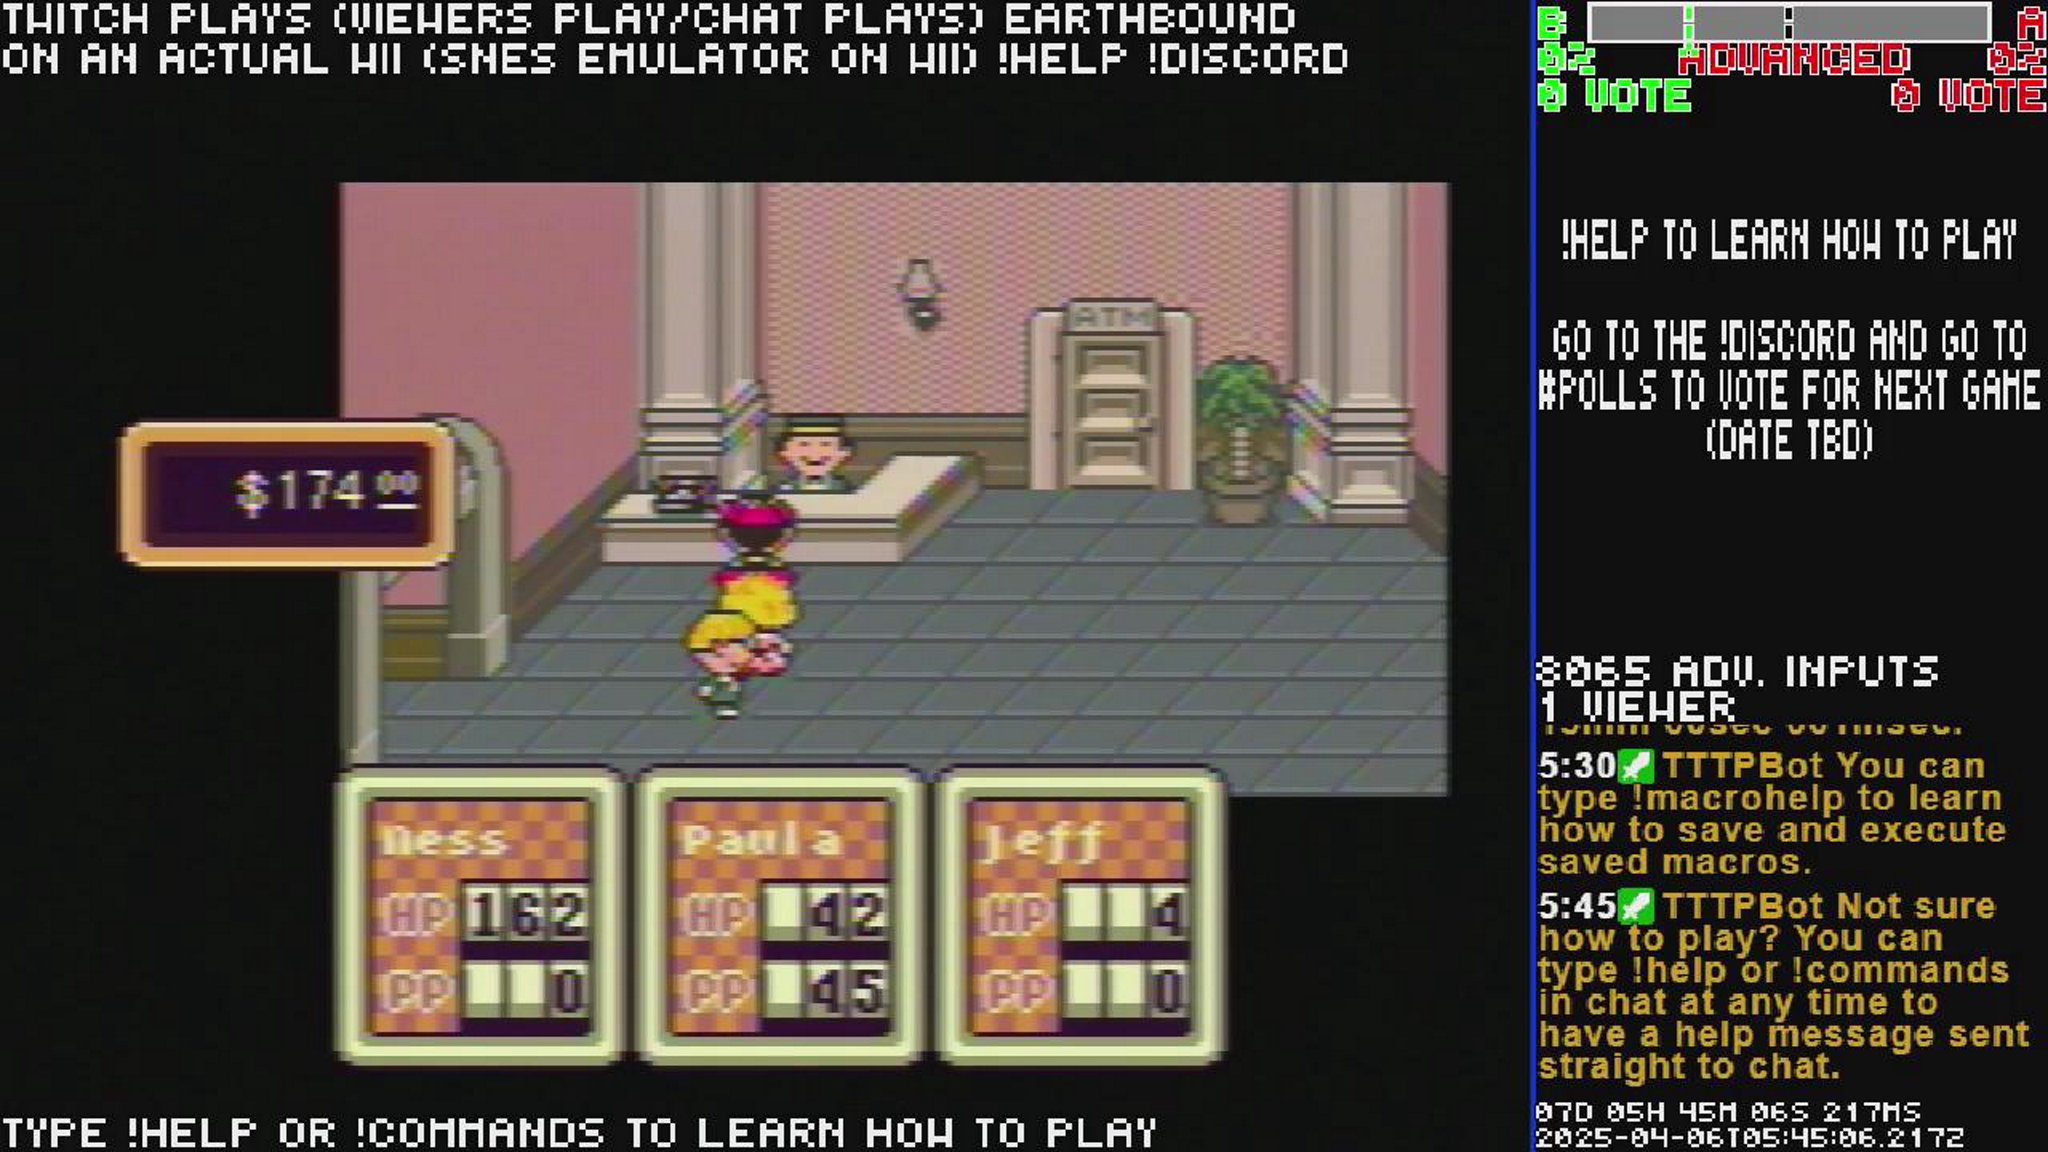 TWITCH PLAYS (VIEWERS PLAY/CHAT PLAYS) EARTHBOUND
ON AN ACTUAL WII (SNES EMULATOR ON WII) !HELP !DISCORD
B A
0% ADVANCED 0%
0 VOTE 0 VOTE
!HELP TO LEARN HOW TO PLAY
GO TO THE !DISCORD AND GO TO
#POLLS TO VOTE FOR NEXT GAME
(DATE TBD)
ATM
$174.00
Ness
HP 162
PP 0
Paula
HP 42
PP 45
Jeff
HP 4
PP 0
8065 ADV. INPUTS
1 VIEWER
5:30 TTTPBot You can
type !macrohelp to learn
how to save and execute
saved macros.
5:45 TTTPBot Not sure
how to play? You can
type !help or !commands
in chat at any time to
have a help message sent
straight to chat.
07D 05H 45M 06S 217MS
2025-04-06T05:45:06.217Z
TYPE !HELP OR !COMMANDS TO LEARN HOW TO PLAY